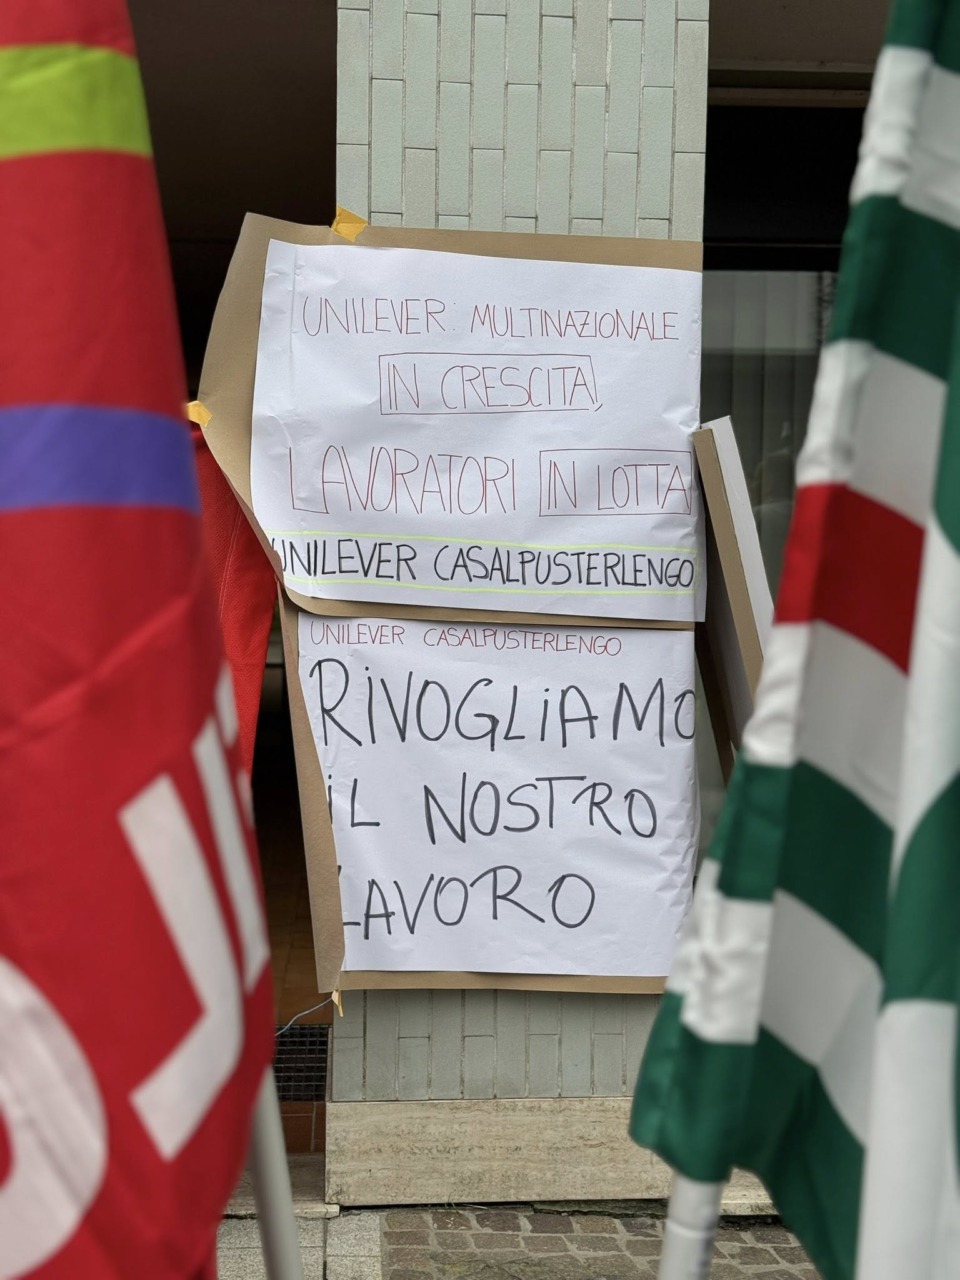 UNILEVER: MULTINAZIONALE
IN CRESCITA,
LAVORATORI IN LOTTA
UNILEVER CASALPUSTERLENGO
UNILEVER CASALPUSTERLENGO
RIVOGLIAMO
IL NOSTRO
LAVORO